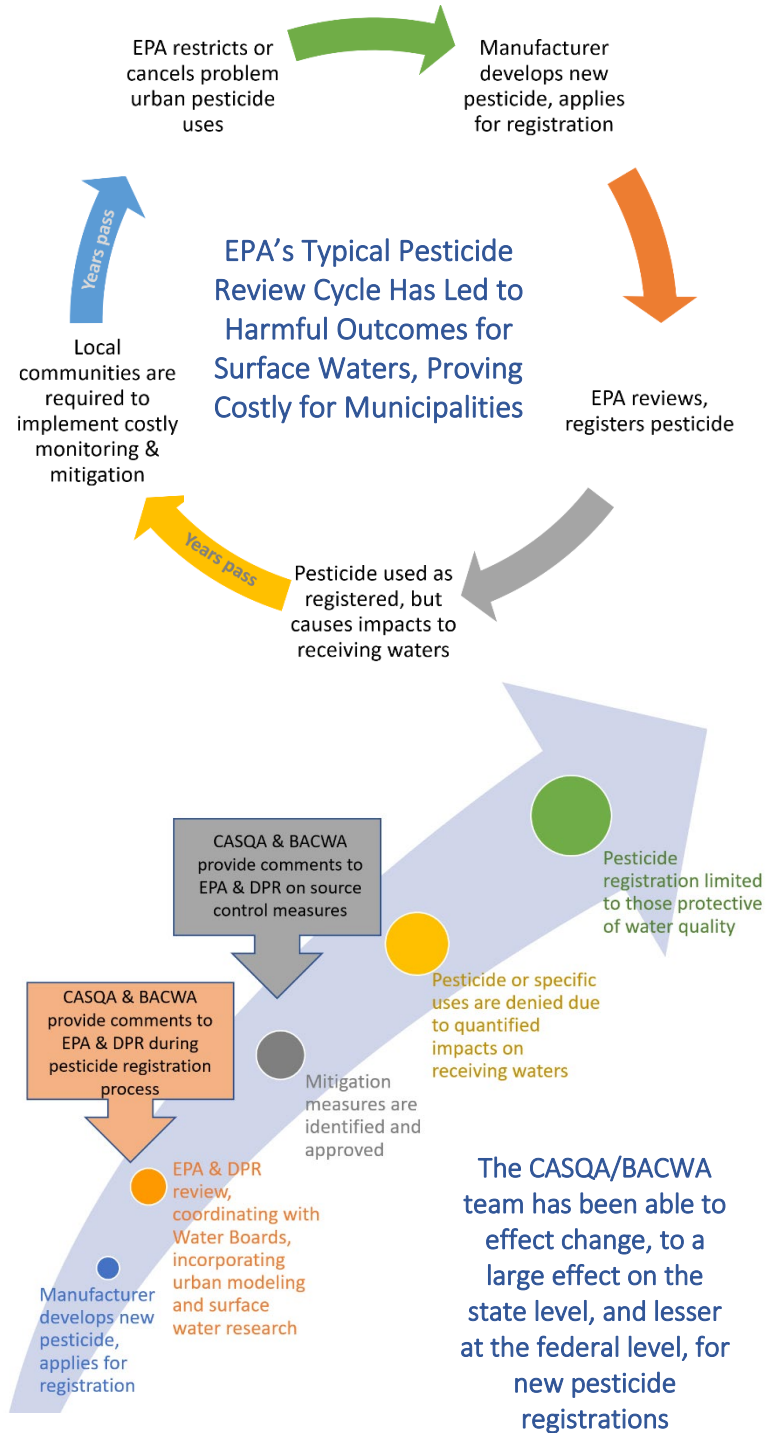 EPA restricts or
cancels problem
urban pesticide
uses
Manufacturer
develops new
pesticide, applies
for registration
Years pass
EPA’s Typical Pesticide
Review Cycle Has Led to
Harmful Outcomes for
Surface Waters, Proving
Costly for Municipalities
Local
communities are
required to
implement costly
monitoring &
mitigation
EPA reviews,
registers pesticide
Years pass
Pesticide used as
registered, but
causes impacts to
receiving waters
CASQA & BACWA
provide comments to
EPA & DPR on source
control measures
Pesticide
registration limited
to those protective
of water quality
Pesticide or specific
uses are denied due
to quantified
impacts on
receiving waters
CASQA & BACWA
provide comments to
EPA & DPR during
pesticide registration
process
Mitigation
measures are
identified and
approved
EPA & DPR
review,
coordinating with
Water Boards,
incorporating
urban modeling
and surface
water research
Manufacturer
develops new
pesticide,
applies for
registration
The CASQA/BACWA
team has been able to
effect change, to a
large effect on the
state level, and lesser
at the federal level, for
new pesticide
registrations